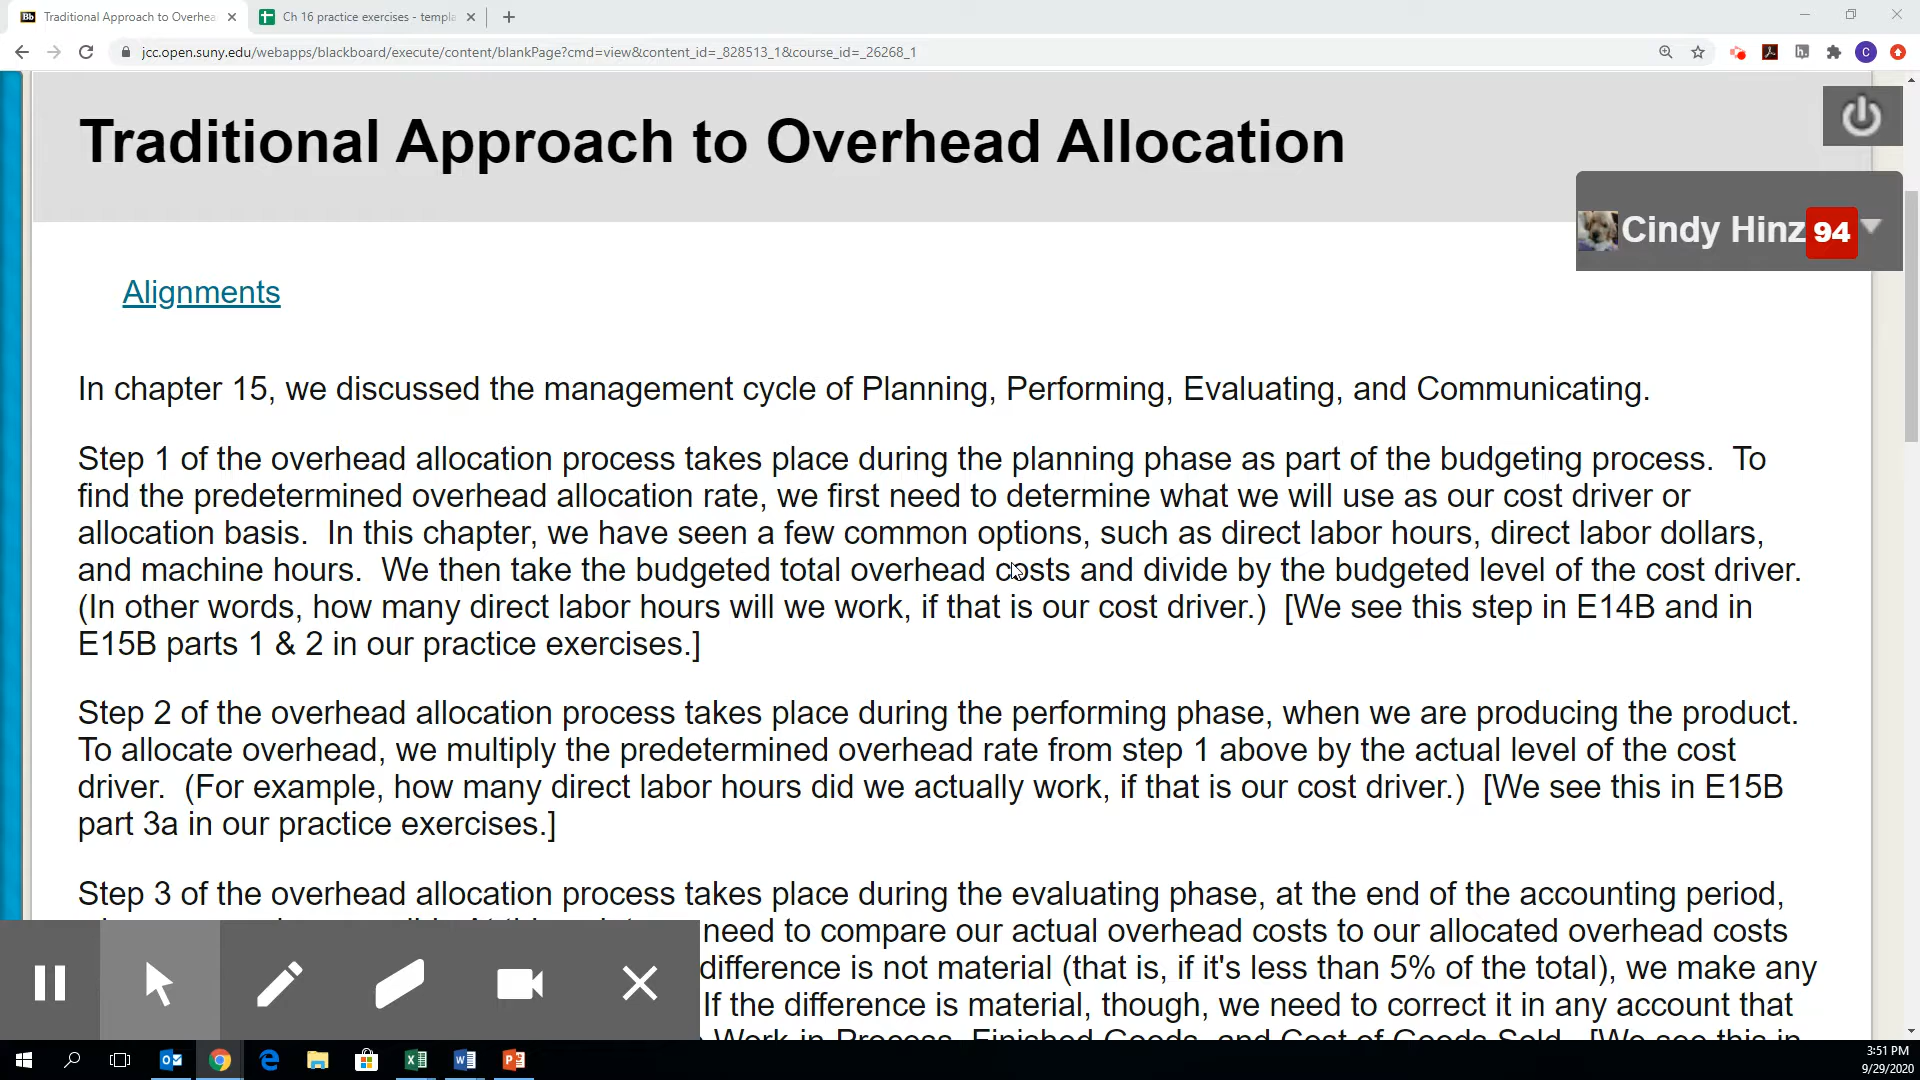 Traditional Approach to Overhea
Ch 16 practice exercises - templa
jcc.open.suny.edu/webapps/blackboard/execute/content/blankPage?cmd=view&content_id=_828513_1&course_id=_26268_1
Traditional Approach to Overhead Allocation
Cindy Hinz 94
Alignments
In chapter 15, we discussed the management cycle of Planning, Performing, Evaluating, and Communicating.
Step 1 of the overhead allocation process takes place during the planning phase as part of the budgeting process. To
find the predetermined overhead allocation rate, we first need to determine what we will use as our cost driver or
allocation basis. In this chapter, we have seen a few common options, such as direct labor hours, direct labor dollars,
and machine hours. We then take the budgeted total overhead costs and divide by the budgeted level of the cost driver.
(In other words, how many direct labor hours will we work, if that is our cost driver.) [We see this step in E14B and in
E15B parts 1 & 2 in our practice exercises.]
Step 2 of the overhead allocation process takes place during the performing phase, when we are producing the product.
To allocate overhead, we multiply the predetermined overhead rate from step 1 above by the actual level of the cost
driver. (For example, how many direct labor hours did we actually work, if that is our cost driver.) [We see this in E15B
part 3a in our practice exercises.]
Step 3 of the overhead allocation process takes place during the evaluating phase, at the end of the accounting period,
need to compare our actual overhead costs to our allocated overhead costs
difference is not material (that is, if it's less than 5% of the total), we make any
If the difference is material, though, we need to correct it in any account that
Work in Process, Finished Goods, and Cost of Goods Sold. [We see this in
3:51 PM
9/29/2020